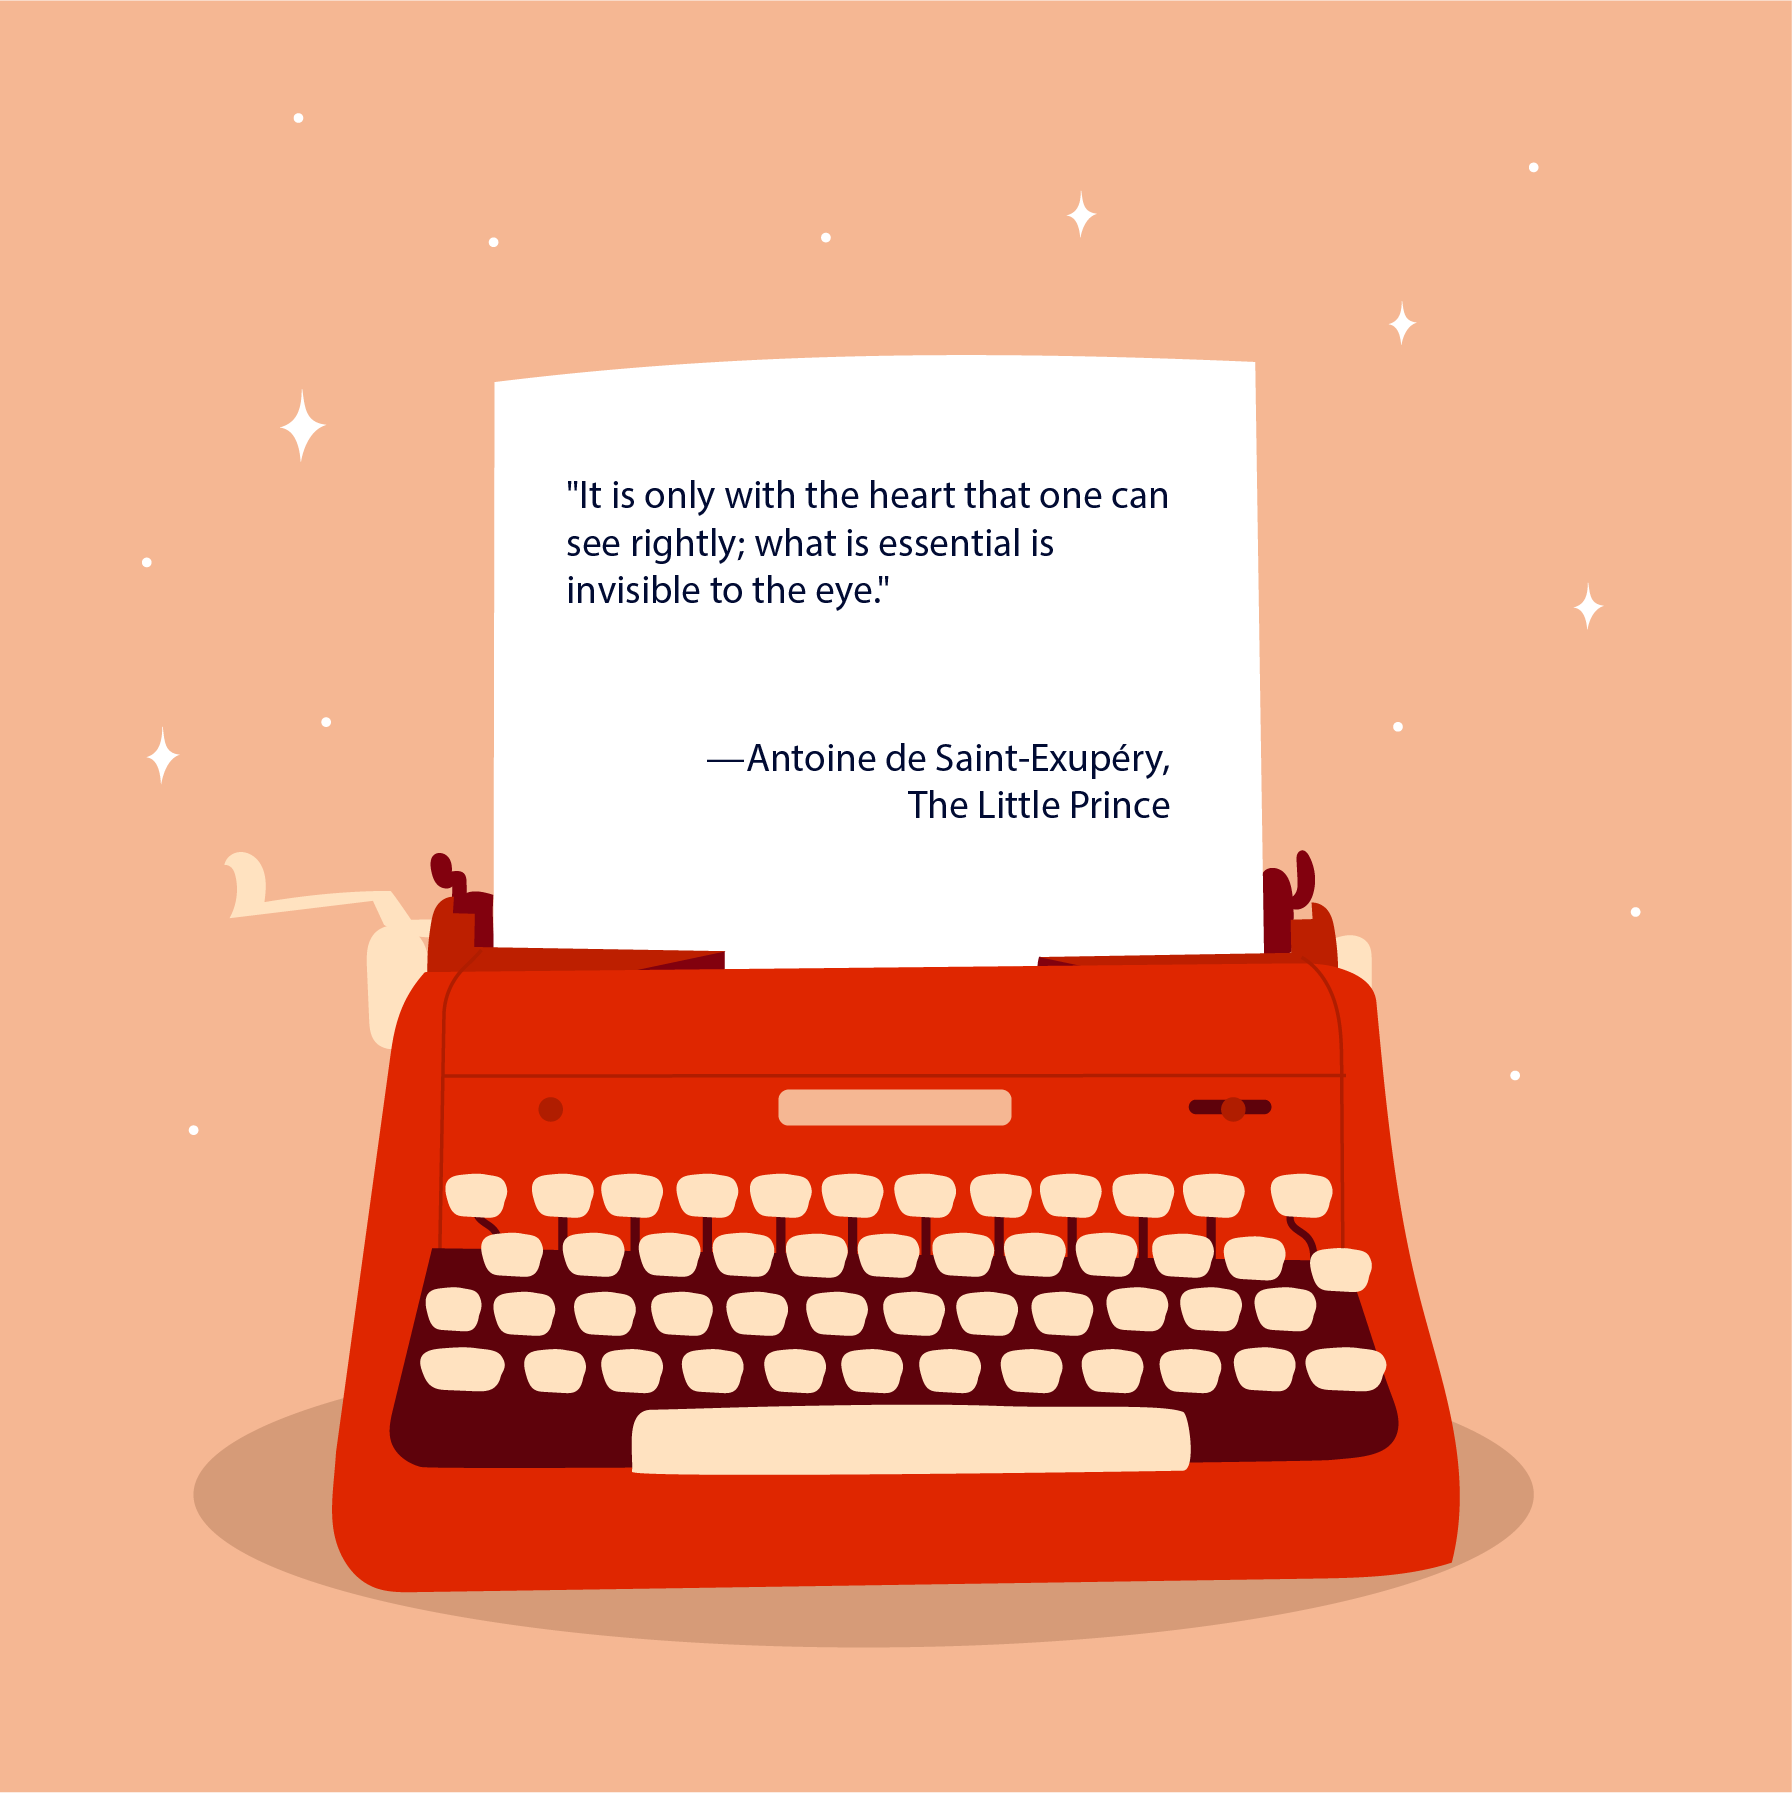 "It is only with the heart that one can
see rightly; what is essential is
invisible to the eye."
—Antoine de Saint-Exupéry,
The Little Prince